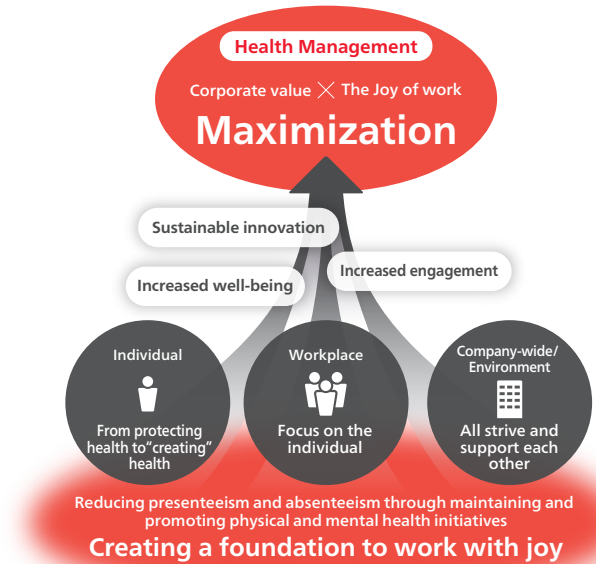 Health Management
Corporate value × The Joy of work
Maximization
Sustainable innovation
Increased engagement
Increased well-being
Individual
From protecting
health to“creating”
health
Workplace
Focus on the
individual
Company-wide/
Environment
All strive and
support each
other
Reducing presenteeism and absenteeism through maintaining and
promoting physical and mental health initiatives
Creating a foundation to work with joy